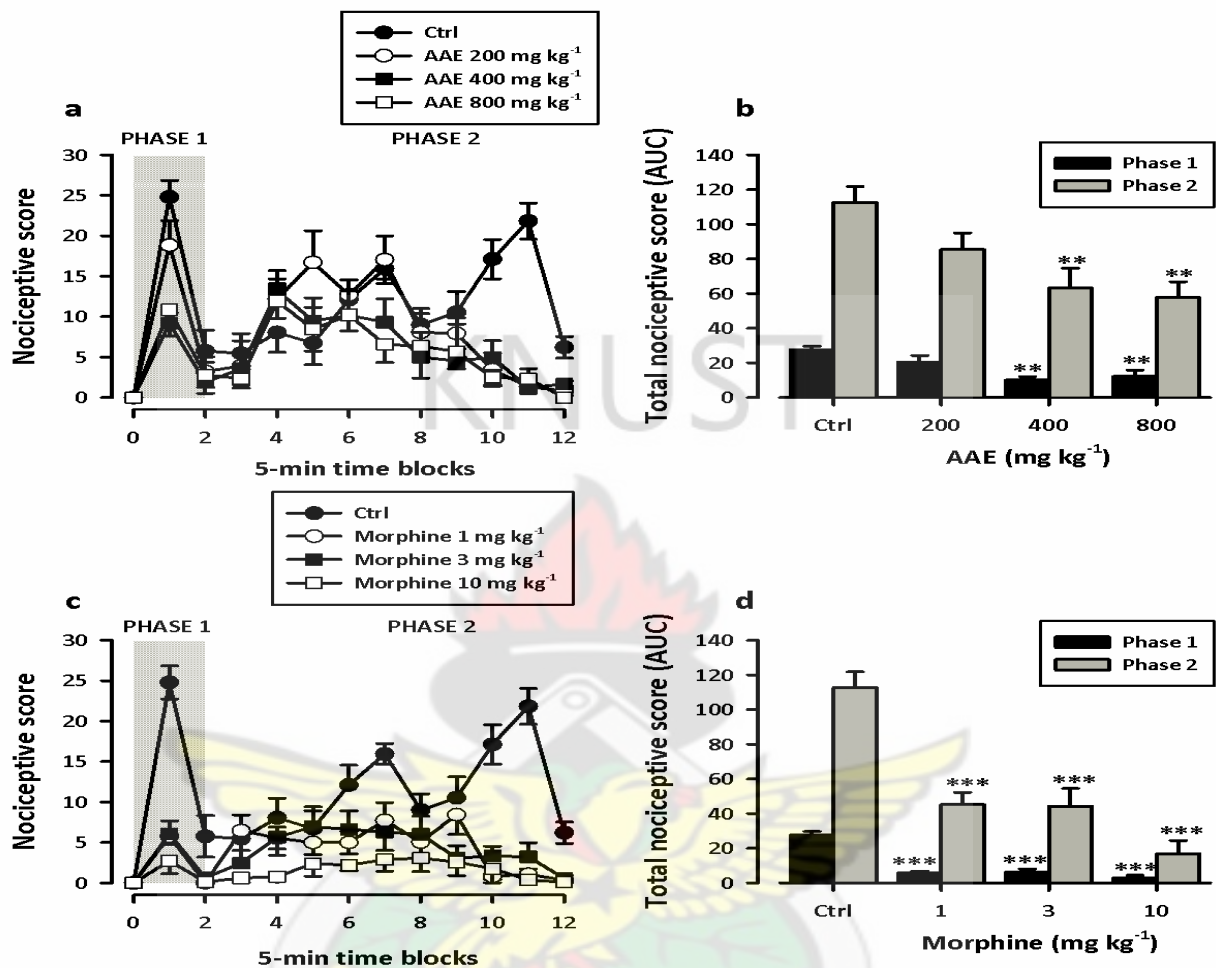 Ctrl
AAE 200 mg kg-1
AAE 400 mg kg-1
AAE 800 mg kg-1
a
PHASE 1 PHASE 2
Nociceptive score
30
25
20
15
10
5
0
0 2 4 6 8 10 12
5-min time blocks
b
Phase 1
Phase 2
Total nociceptive score (AUC)
140
120
100
80
60
40
20
0
** **
** **
Ctrl 200 400 800
AAE (mg kg-1)
KNUST
Ctrl
Morphine 1 mg kg-1
Morphine 3 mg kg-1
Morphine 10 mg kg-1
c
PHASE 1 PHASE 2
Nociceptive score
30
25
20
15
10
5
0
0 2 4 6 8 10 12
5-min time blocks
d
Phase 1
Phase 2
Total nociceptive score (AUC)
140
120
100
80
60
40
20
0
*** *** ***
*** *** ***
Ctrl 1 3 10
Morphine (mg kg-1)